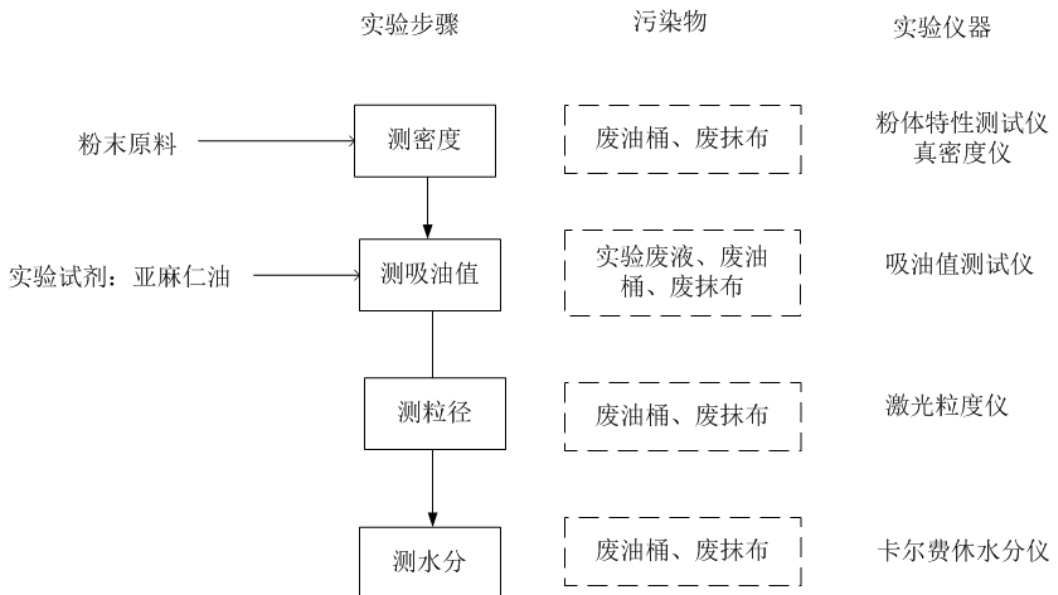 实验步骤
污染物
实验仪器
粉末原料
测密度
废油桶、废抹布
粉体特性测试仪
真密度仪
实验试剂：亚麻仁油
测吸油值
实验废液、废油
桶、废抹布
吸油值测试仪
测粒径
废油桶、废抹布
激光粒度仪
测水分
废油桶、废抹布
卡尔费休水分仪